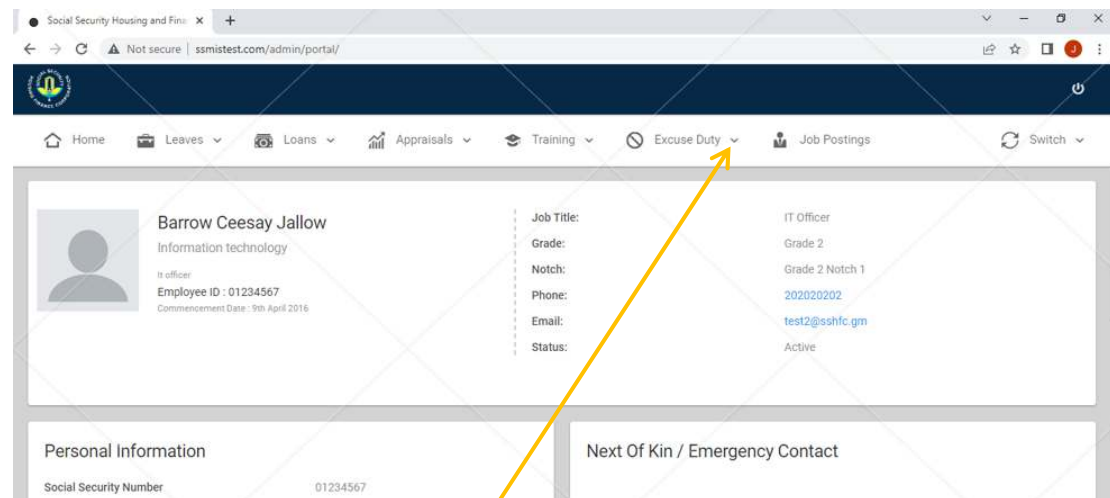 Social Security Housing and Fina
Not secure | ssmistest.com/admin/portal/
Home Leaves Loans Appraisals Training Excuse Duty Job Postings Switch
Barrow Ceesay Jallow
Information technology
It officer
Employee ID : 01234567
Commencement Date : 9th April 2016
Job Title: IT Officer
Grade: Grade 2
Notch: Grade 2 Notch 1
Phone: 202020202
Email: test2@sshfc.gm
Status: Active
Personal Information
Social Security Number 01234567
Next Of Kin / Emergency Contact